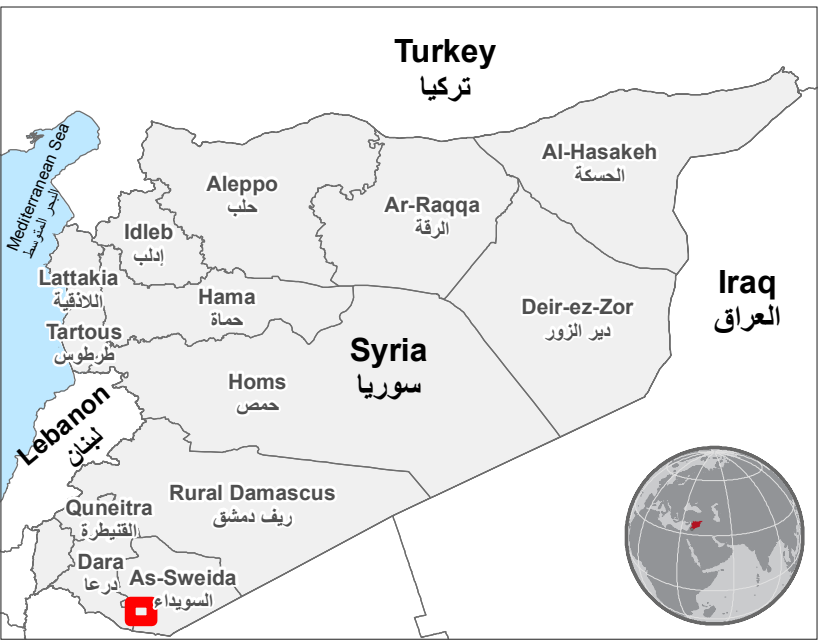 Turkey
تركيا
Mediterranean Sea
البحر المتوسط
Al-Hasakeh
الحسكة
Aleppo
حلب
Ar-Raqqa
الرقة
Idleb
إدلب
Lattakia
اللاذقية
Hama
حماة
Iraq
العراق
Deir-ez-Zor
دير الزور
Tartous
طرطوس
Syria
سوريا
Homs
حمص
Lebanon
لبنان
Rural Damascus
ريف دمشق
Quneitra
القنيطرة
Dara
درعا
As-Sweida
السويداء